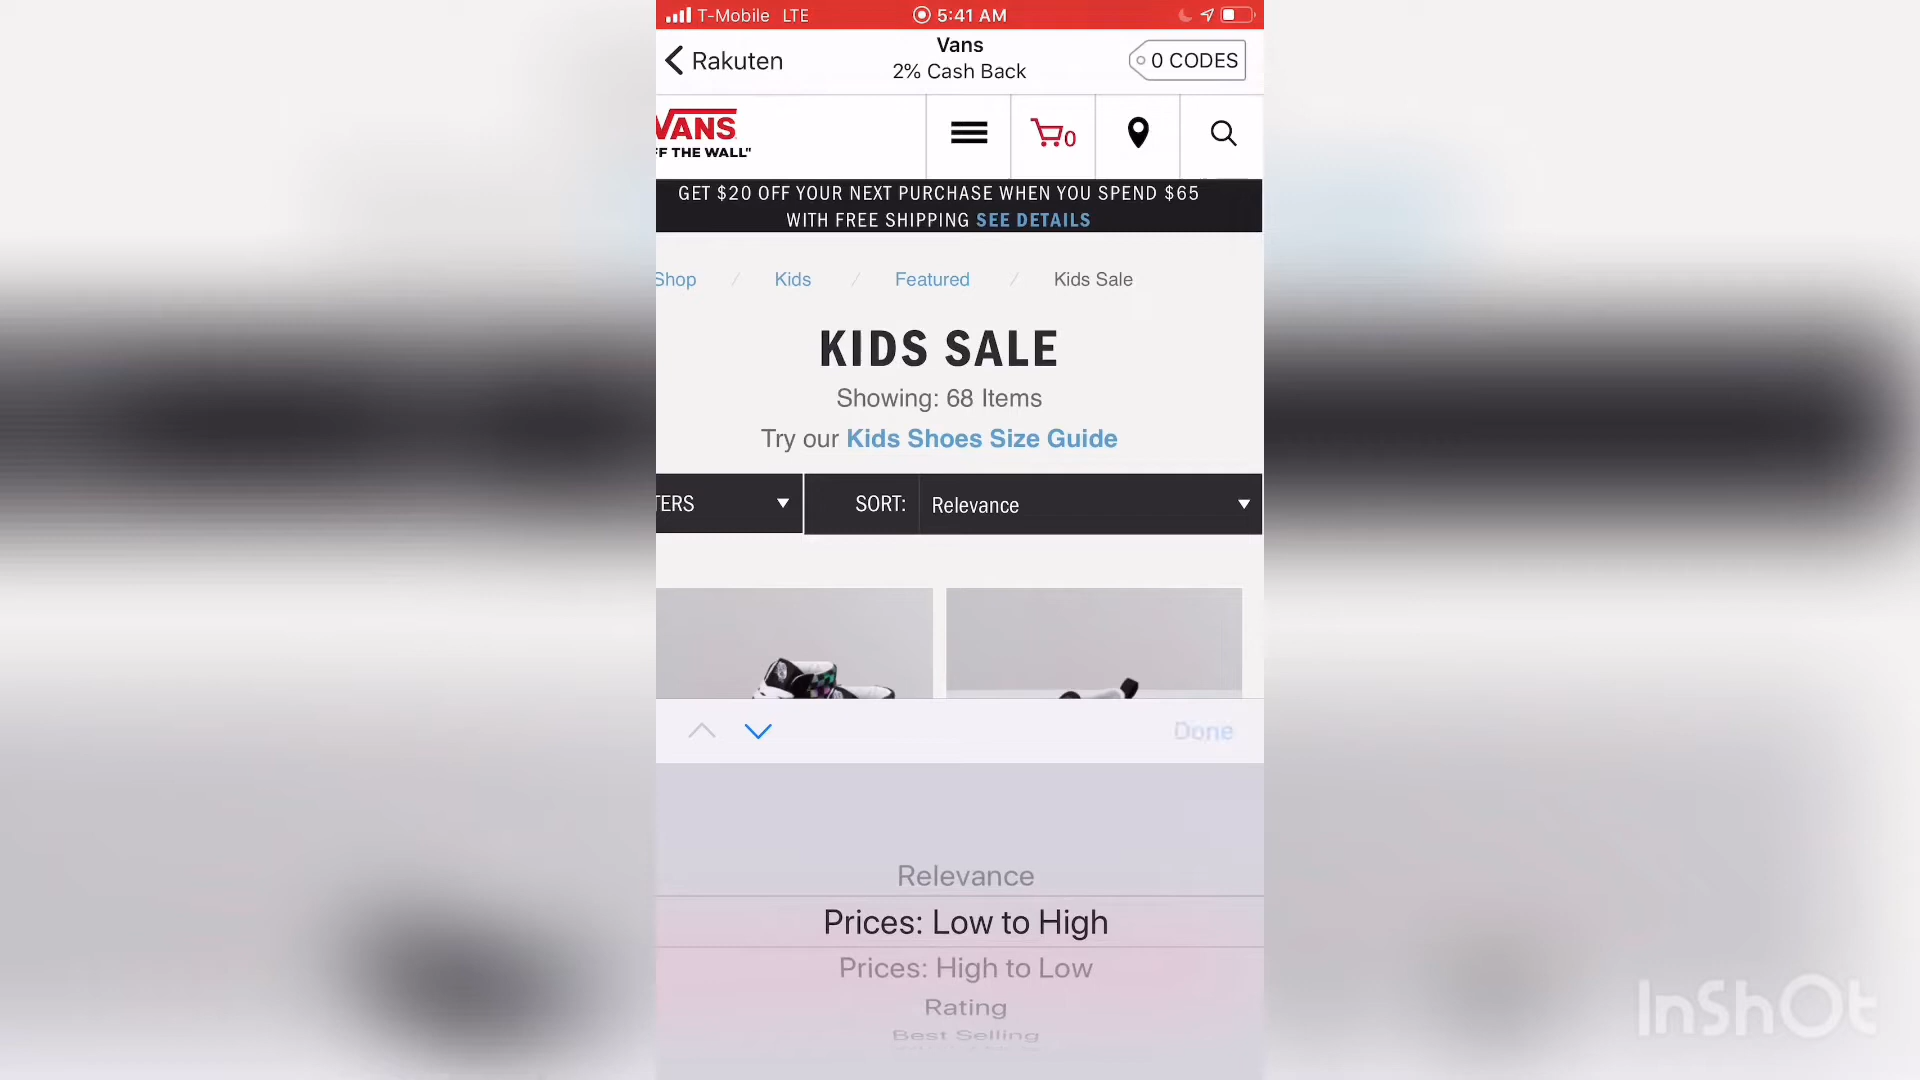 T-Mobile LTE 5:41 AM
Rakuten
Vans
2% Cash Back
0 CODES
VANS
FF THE WALL"
0
GET $20 OFF YOUR NEXT PURCHASE WHEN YOU SPEND $65
WITH FREE SHIPPING SEE DETAILS
Shop / Kids / Featured / Kids Sale
KIDS SALE
Showing: 68 Items
Try our Kids Shoes Size Guide
TERS
SORT: Relevance
Done
Relevance
Prices: Low to High
Prices: High to Low
Rating
Best Selling
InShOt